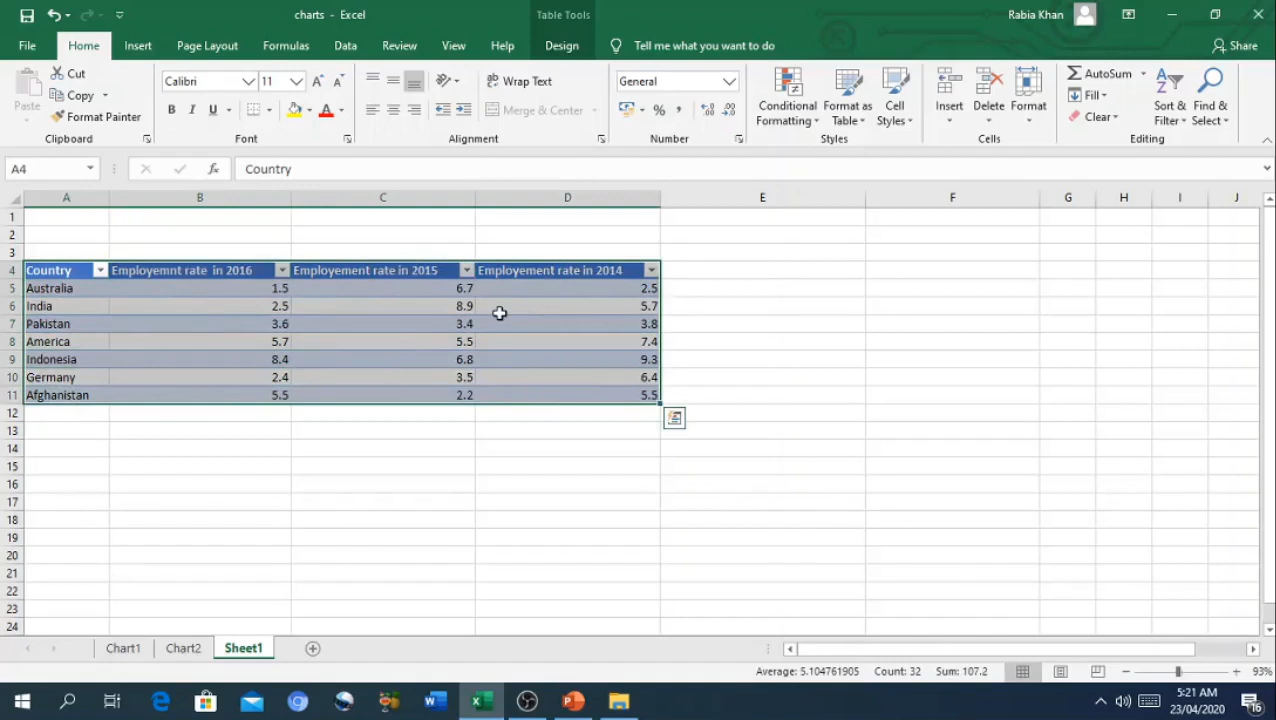 charts - Excel
Table Tools
Rabia Khan
File Home Insert Page Layout Formulas Data Review View Help Design Tell me what you want to do Share
Paste
Cut
Copy
Format Painter
Clipboard
Calibri 11
B I U
Font
Wrap Text
Merge & Center
Alignment
General
Number
Conditional Formatting
Format as Table
Cell Styles
Styles
Insert
Delete
Format
Cells
AutoSum
Fill
Clear
Sort & Filter
Find & Select
Editing
A4 fx Country
A B C D E F G H I J
1
2
3
4 Country Employemnt rate in 2016 Employement rate in 2015 Employement rate in 2014
5 Australia 1.5 6.7 2.5
6 India 2.5 8.9 5.7
7 Pakistan 3.6 3.4 3.8
8 America 5.7 5.5 7.4
9 Indonesia 8.4 6.8 9.3
10 Germany 2.4 3.5 6.4
11 Afghanistan 5.5 2.2 5.5
12
13
14
15
16
17
18
19
20
21
22
23
24
Chart1 Chart2 Sheet1
Average: 5.104761905 Count: 32 Sum: 107.2 93%
5:21 AM
23/04/2020
16